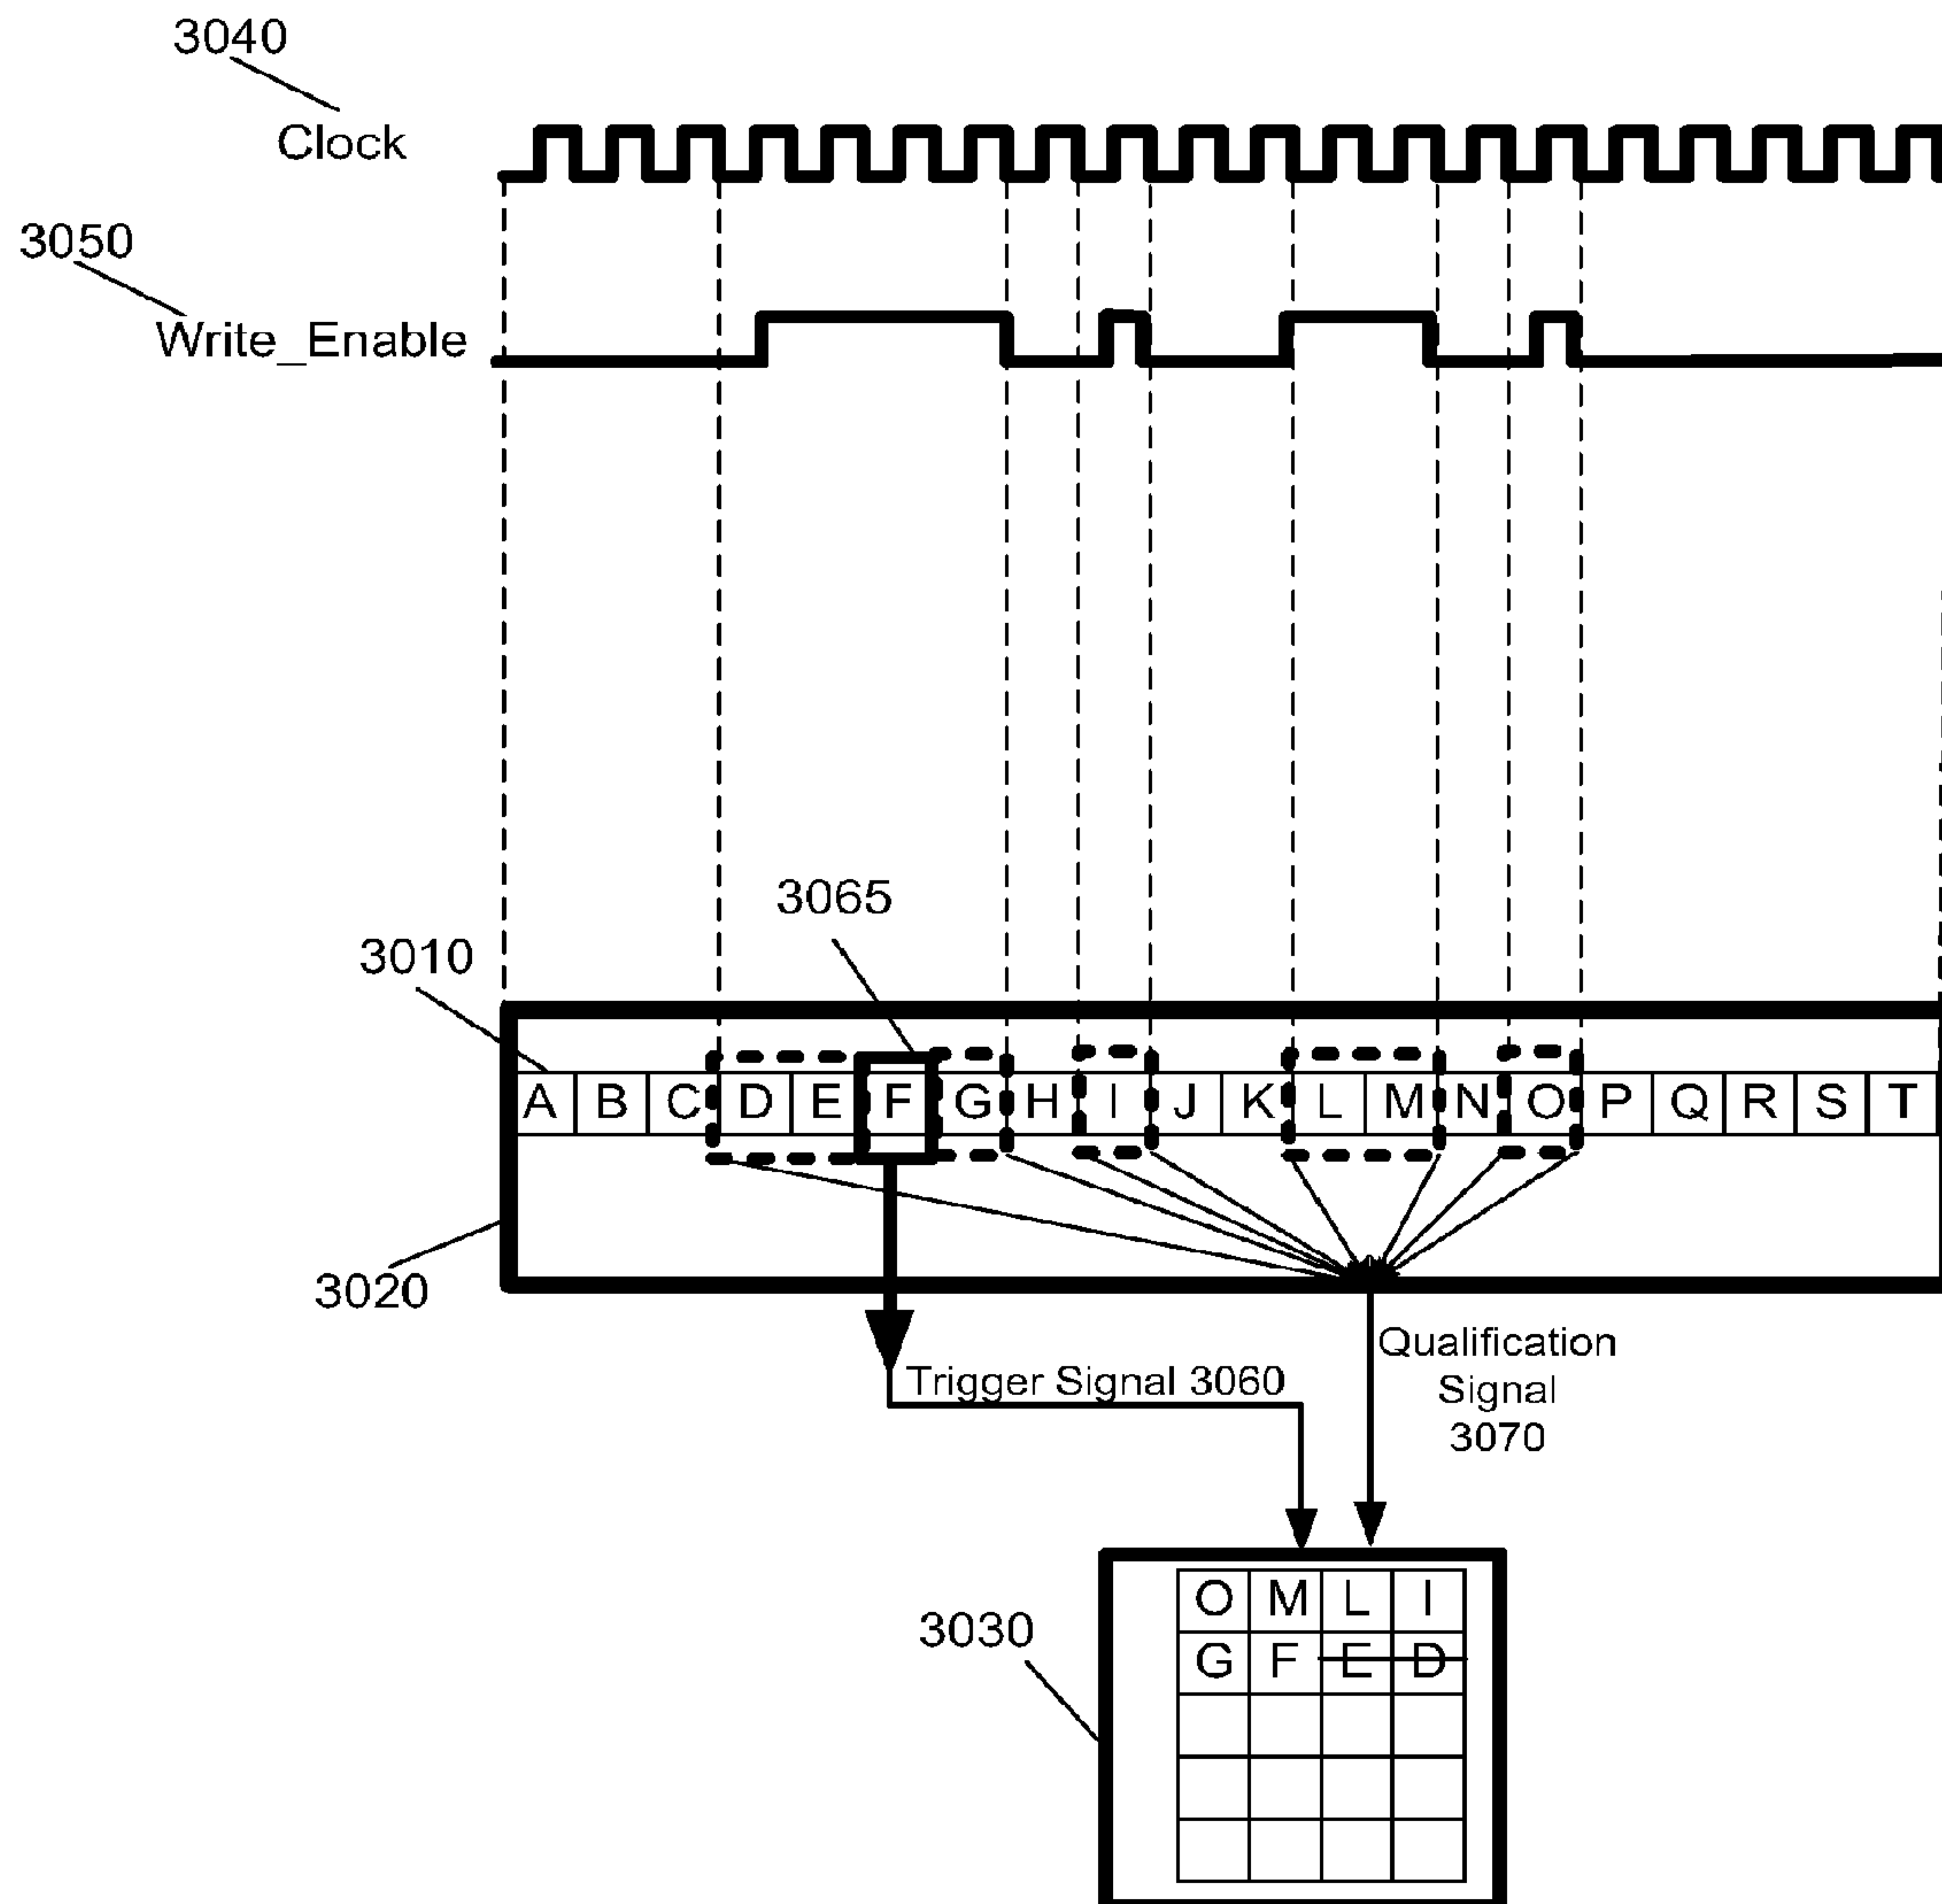 3040
Clock
3050
Write_Enable
3065
3010
A B C D E F G H I J K L M N O P Q R S T
3020
Trigger Signal 3060
Qualification
Signal
3070
3030
O M L I
G F E D